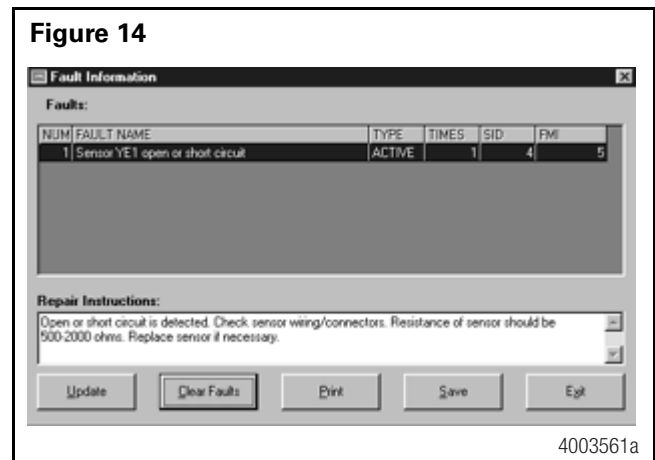 Figure 14
Fault Information
Faults:
NUM FAULT NAME TYPE TIMES SID FMI
1 Sensor YE1 open or short circuit ACTIVE 1 4 5
Repair Instructions:
Open or short circuit is detected. Check sensor wiring/connectors. Resistance of sensor should be
500-2000 ohms. Replace sensor if necessary.
Update Clear Faults Print Save Exit
4003561a